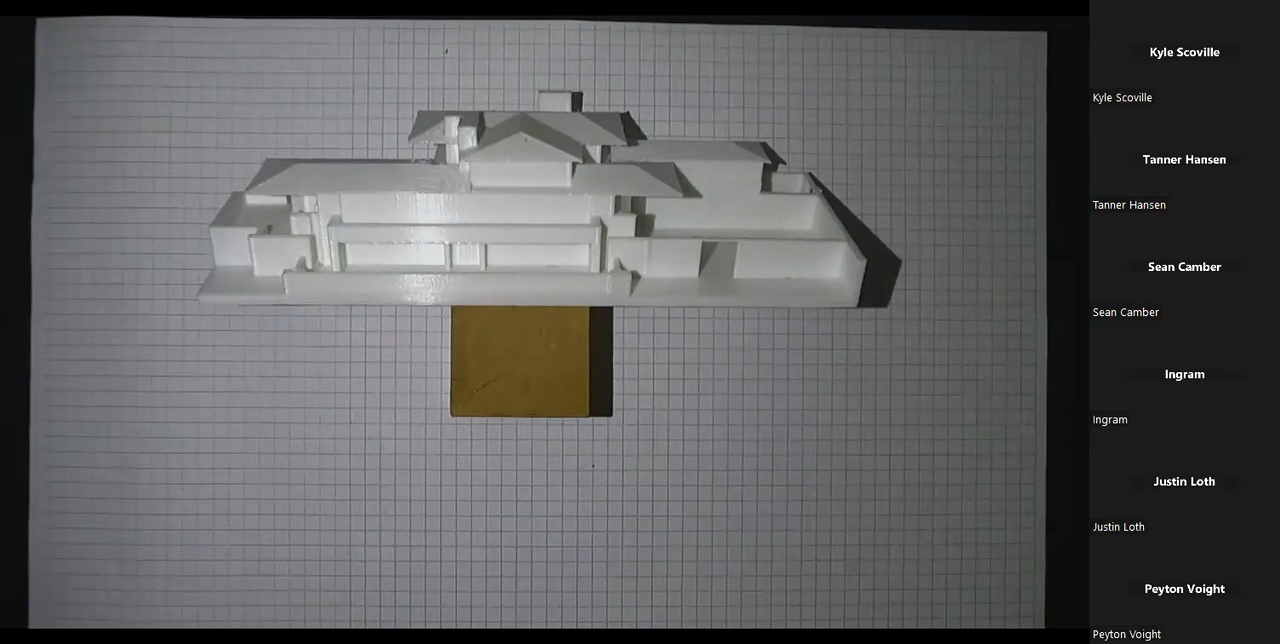 Kyle Scoville
Kyle Scoville
Tanner Hansen
Tanner Hansen
Sean Camber
Sean Camber
Ingram
Ingram
Justin Loth
Justin Loth
Peyton Voight
Peyton Voight